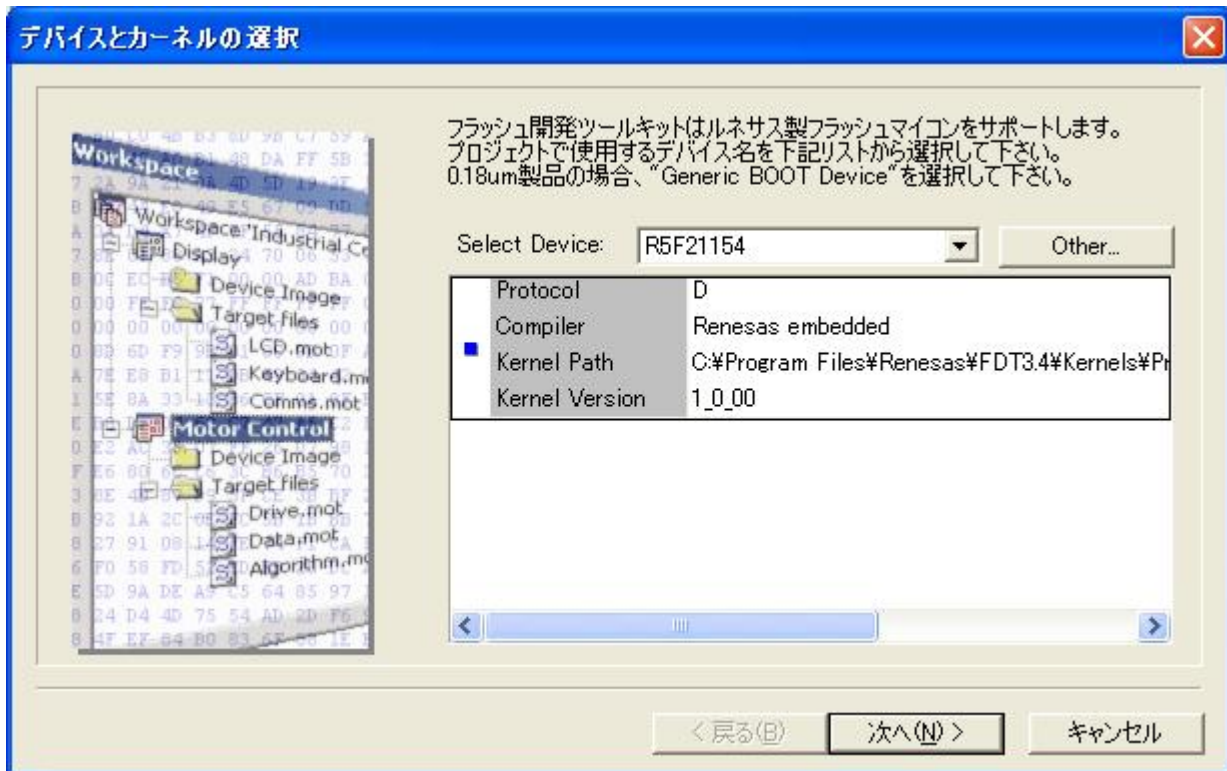 デバイスとカーネルの選択
フラッシュ開発ツールキットはルネサス製フラッシュマイコンをサポートします。
プロジェクトで使用するデバイス名を下記リストから選択して下さい。
0.18um製品の場合、“Generic BOOT Device”を選択して下さい。
Select Device: R5F21154 Other...
Protocol D
Compiler Renesas embedded
Kernel Path C:¥Program Files¥Renesas¥FDT3.4¥Kernels¥Pr
Kernel Version 1_0_00
Workspace
Workspace 'Industrial Co
Display
Device Image
Target files
LCD.mot
Keyboard.mo
Comms.mot
Motor Control
Device Image
Target files
Drive.mot
Data.mot
Algorithm.mo
< 戻る(B) 次へ(N) > キャンセル